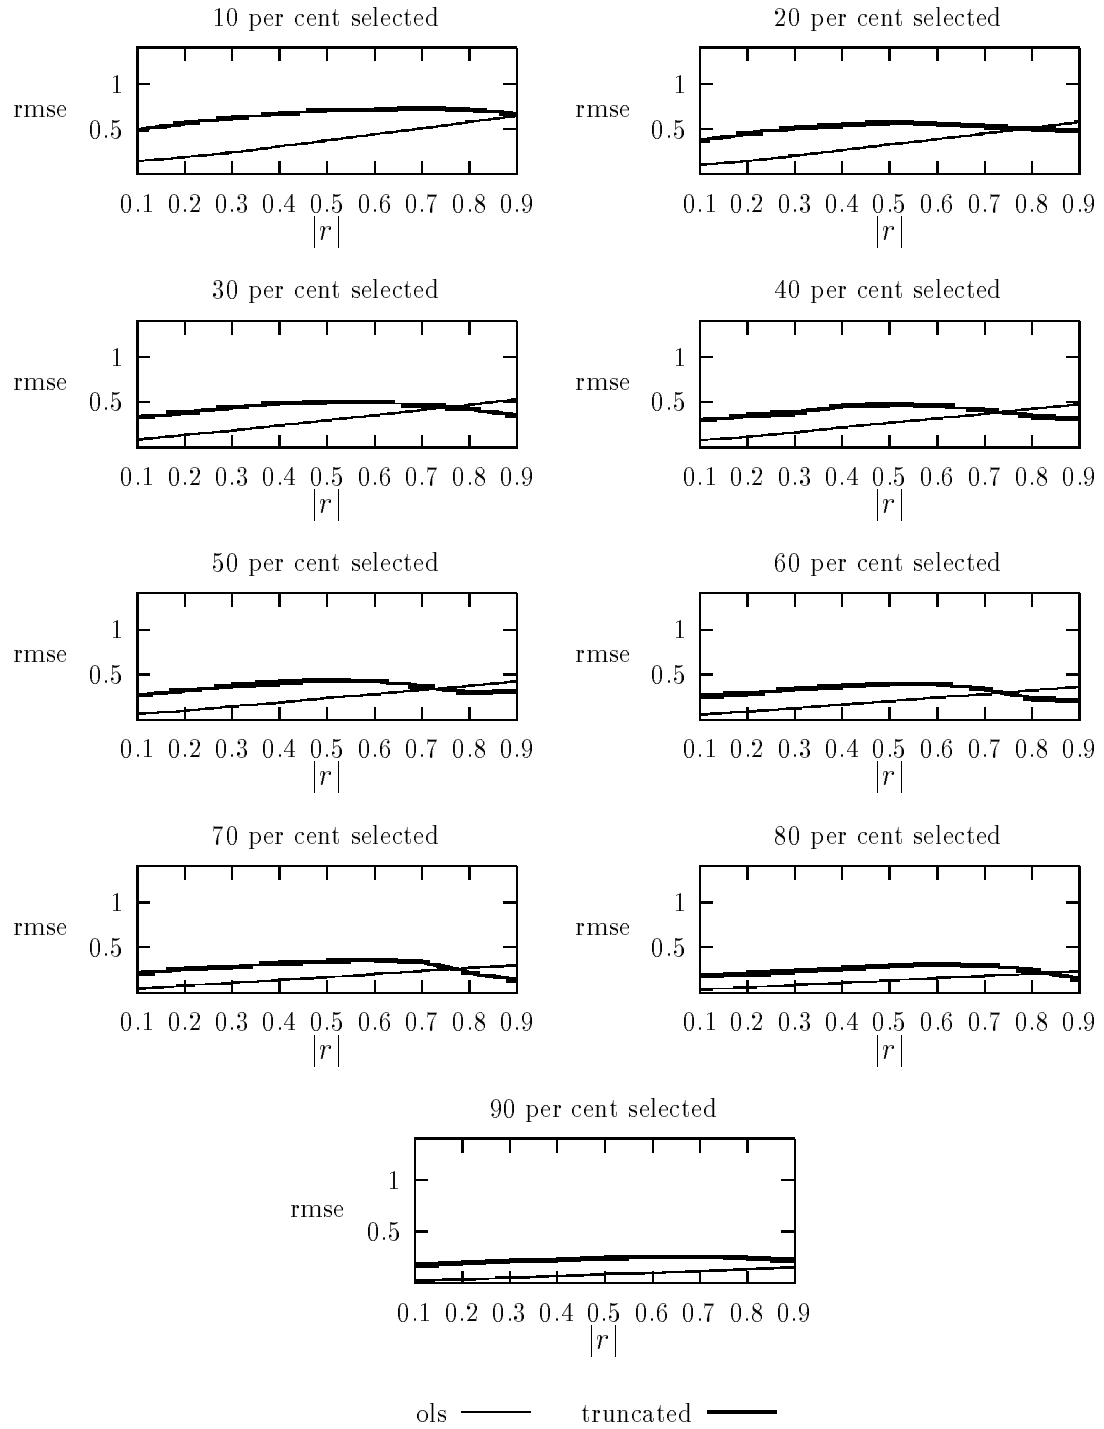 10 per cent selected
20 per cent selected
1
1
rmse
rmse
0.5
0.5
0.1 0.2 0.3 0.4 0.5 0.6 0.7 0.8 0.9
0.1 0.2 0.3 0.4 0.5 0.6 0.7 0.8 0.9
|r|
|r|
30 per cent selected
40 per cent selected
1
1
rmse
rmse
0.5
0.5
0.1 0.2 0.3 0.4 0.5 0.6 0.7 0.8 0.9
0.1 0.2 0.3 0.4 0.5 0.6 0.7 0.8 0.9
|r|
|r|
50 per cent selected
60 per cent selected
1
1
rmse
rmse
0.5
0.5
0.1 0.2 0.3 0.4 0.5 0.6 0.7 0.8 0.9
0.1 0.2 0.3 0.4 0.5 0.6 0.7 0.8 0.9
|r|
|r|
70 per cent selected
80 per cent selected
1
1
rmse
rmse
0.5
0.5
0.1 0.2 0.3 0.4 0.5 0.6 0.7 0.8 0.9
0.1 0.2 0.3 0.4 0.5 0.6 0.7 0.8 0.9
|r|
|r|
90 per cent selected
1
rmse
0.5
0.1 0.2 0.3 0.4 0.5 0.6 0.7 0.8 0.9
|r|
ols
truncated